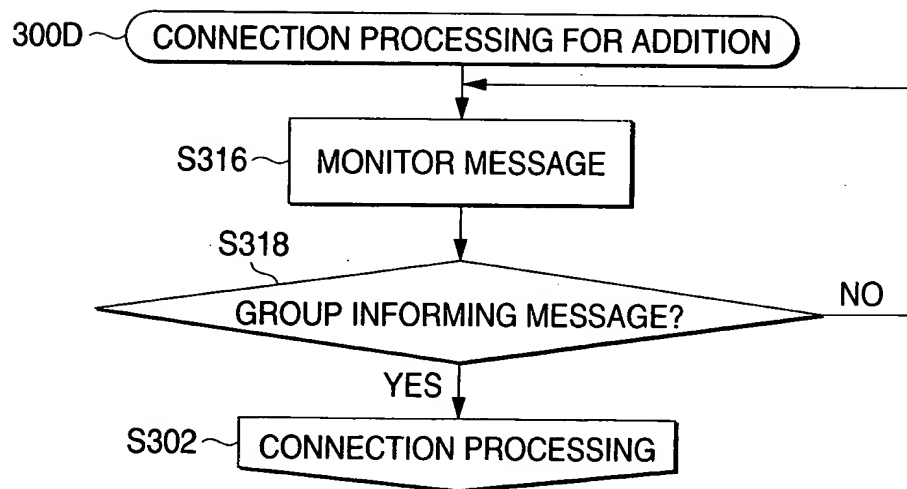 300D CONNECTION PROCESSING FOR ADDITION
S316 MONITOR MESSAGE
S318
GROUP INFORMING MESSAGE?
NO
YES
S302 CONNECTION PROCESSING